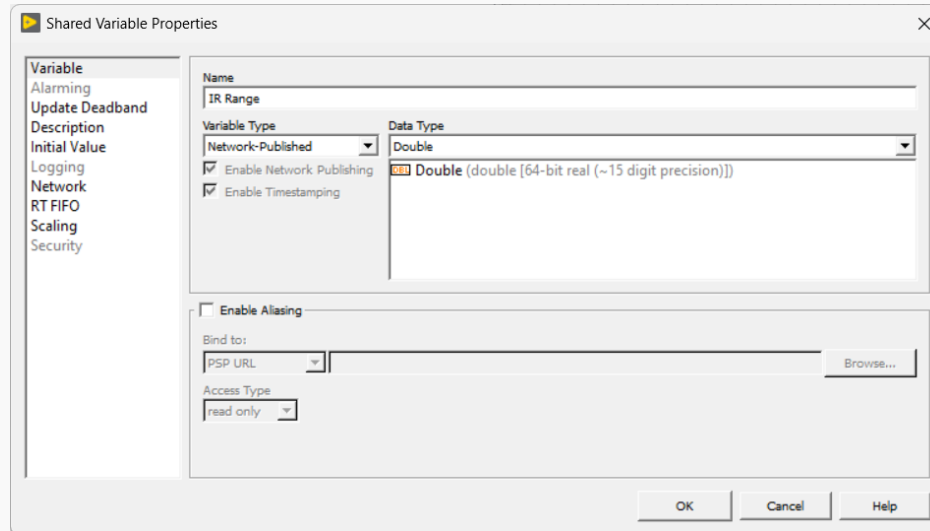 Shared Variable Properties
Variable
Alarming
Update Deadband
Description
Initial Value
Logging
Network
RT FIFO
Scaling
Security
Name
IR Range
Variable Type
Network-Published
Enable Network Publishing
Enable Timestamping
Data Type
Double
DBL Double (double [64-bit real (~15 digit precision)])
Enable Aliasing
Bind to:
PSP URL
Browse...
Access Type
read only
OK
Cancel
Help